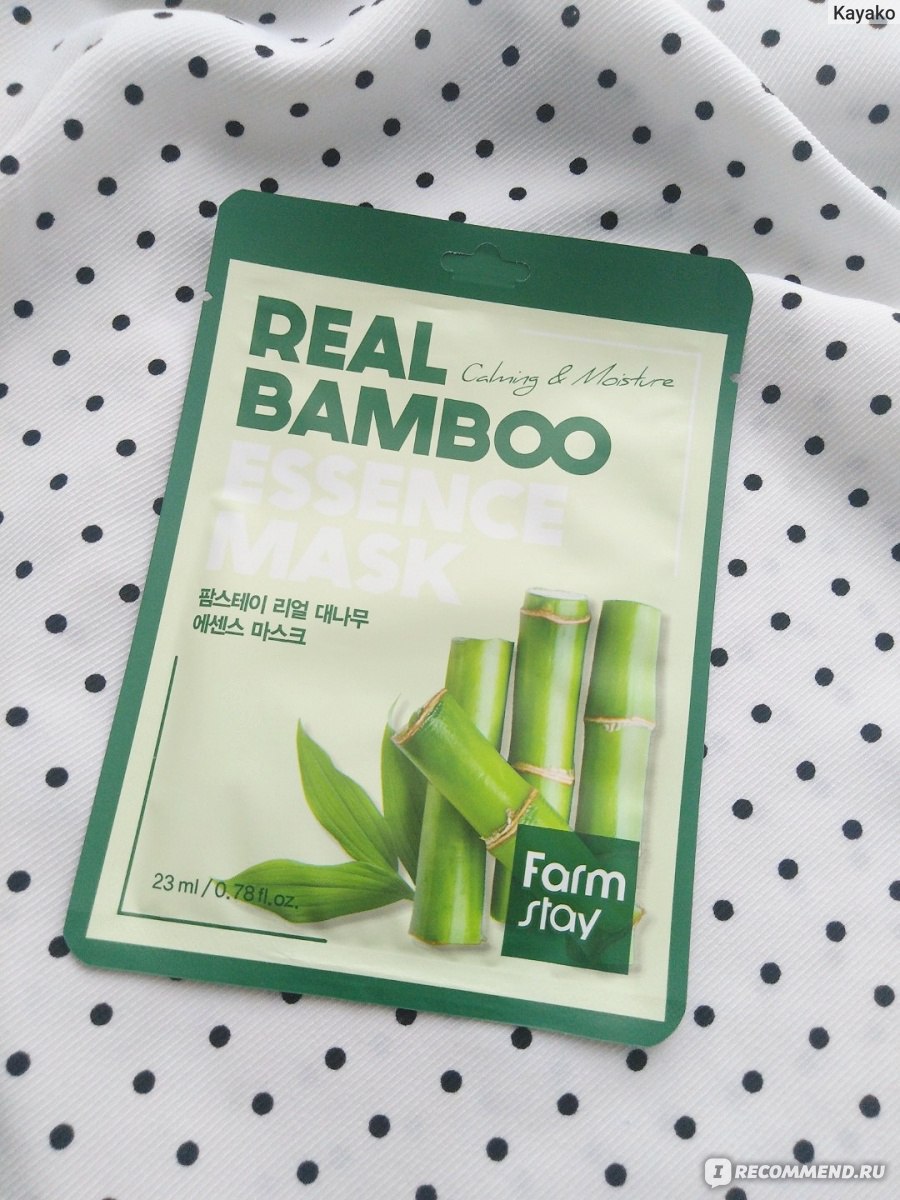 Kayako
REAL
Calming & Moisture
BAMBOO
ESSENCE
MASK
팜스테이 리얼 대나무
에센스 마스크
23 ml / 0.78 fl.oz.
Farm
stay
IRECOMMEND.RU